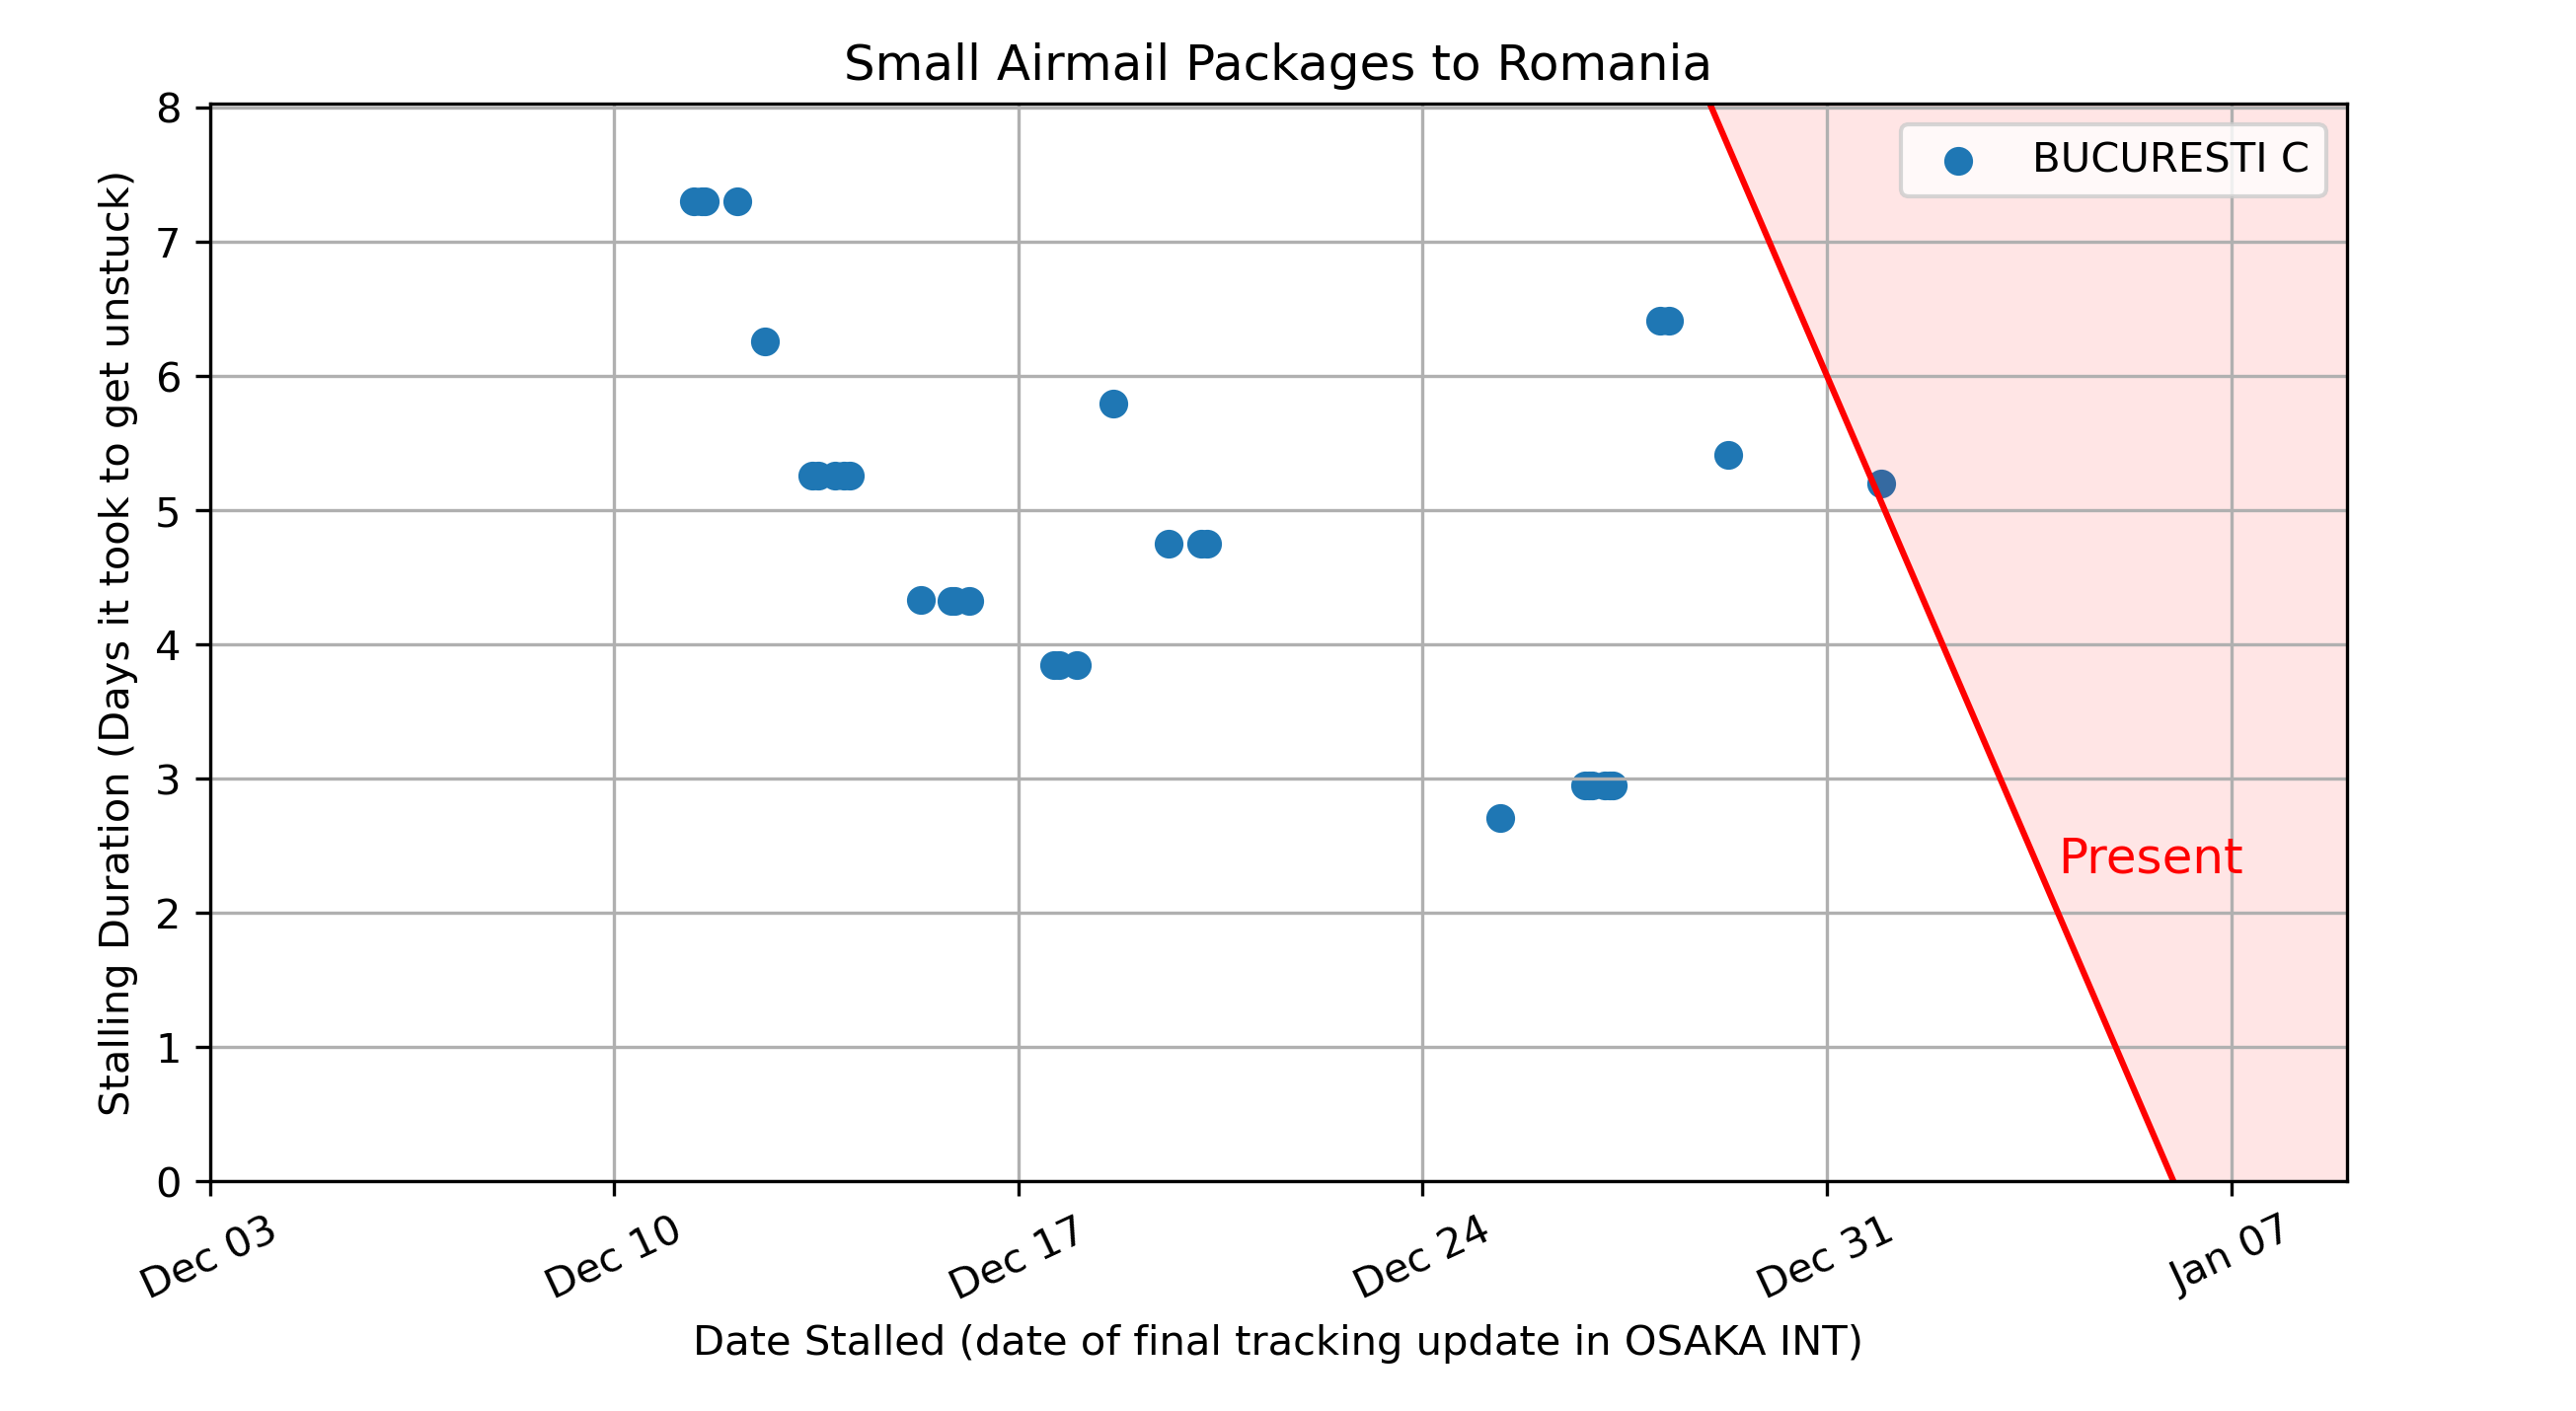 Small Airmail Packages to Romania
Stalling Duration (Days it took to get unstuck)
8
7
6
5
4
3
2
1
0
BUCURESTI C
Present
Dec 03
Dec 10
Dec 17
Dec 24
Dec 31
Jan 07
Date Stalled (date of final tracking update in OSAKA INT)